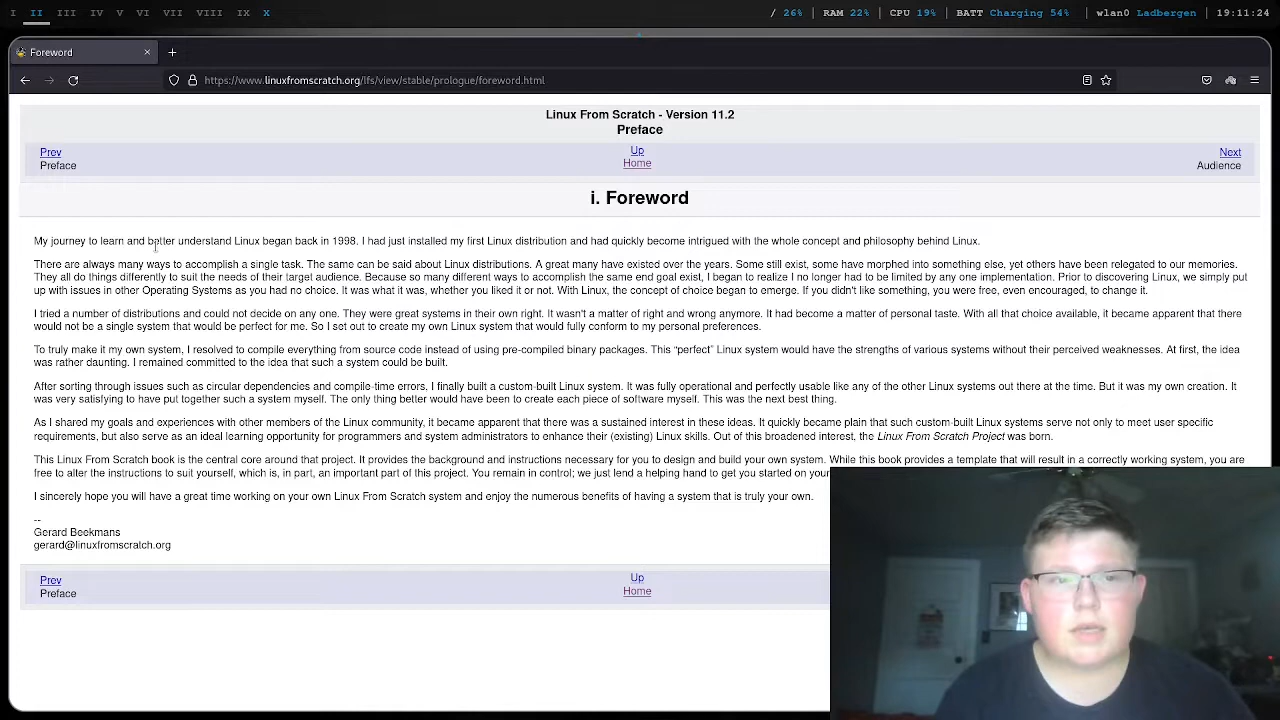 I II III IV V VI VII VIII IX X / 26% | RAM 22% | CPU 19% | BATT Charging 54% | wlan0 Ladbergen | 19:11:24
Foreword
https://www.linuxfromscratch.org/lfs/view/stable/prologue/foreword.html
Linux From Scratch - Version 11.2
Preface
Prev Up Next
Preface Home Audience
i. Foreword
My journey to learn and better understand Linux began back in 1998. I had just installed my first Linux distribution and had quickly become intrigued with the whole concept and philosophy behind Linux.
There are always many ways to accomplish a single task. The same can be said about Linux distributions. A great many have existed over the years. Some still exist, some have morphed into something else, yet others have been relegated to our memories.
They all do things differently to suit the needs of their target audience. Because so many different ways to accomplish the same end goal exist, I began to realize I no longer had to be limited by any one implementation. Prior to discovering Linux, we simply put
up with issues in other Operating Systems as you had no choice. It was what it was, whether you liked it or not. With Linux, the concept of choice began to emerge. If you didn't like something, you were free, even encouraged, to change it.
I tried a number of distributions and could not decide on any one. They were great systems in their own right. It wasn't a matter of right and wrong anymore. It had become a matter of personal taste. With all that choice available, it became apparent that there
would not be a single system that would be perfect for me. So I set out to create my own Linux system that would fully conform to my personal preferences.
To truly make it my own system, I resolved to compile everything from source code instead of using pre-compiled binary packages. This “perfect” Linux system would have the strengths of various systems without their perceived weaknesses. At first, the idea
was rather daunting. I remained committed to the idea that such a system could be built.
After sorting through issues such as circular dependencies and compile-time errors, I finally built a custom-built Linux system. It was fully operational and perfectly usable like any of the other Linux systems out there at the time. But it was my own creation. It
was very satisfying to have put together such a system myself. The only thing better would have been to create each piece of software myself. This was the next best thing.
As I shared my goals and experiences with other members of the Linux community, it became apparent that there was a sustained interest in these ideas. It quickly became plain that such custom-built Linux systems serve not only to meet user specific
requirements, but also serve as an ideal learning opportunity for programmers and system administrators to enhance their (existing) Linux skills. Out of this broadened interest, the Linux From Scratch Project was born.
This Linux From Scratch book is the central core around that project. It provides the background and instructions necessary for you to design and build your own system. While this book provides a template that will result in a correctly working system, you are
free to alter the instructions to suit yourself, which is, in part, an important part of this project. You remain in control; we just lend a helping hand to get you started on your
I sincerely hope you will have a great time working on your own Linux From Scratch system and enjoy the numerous benefits of having a system that is truly your own.
--
Gerard Beekmans
gerard@linuxfromscratch.org
Prev Up
Preface Home